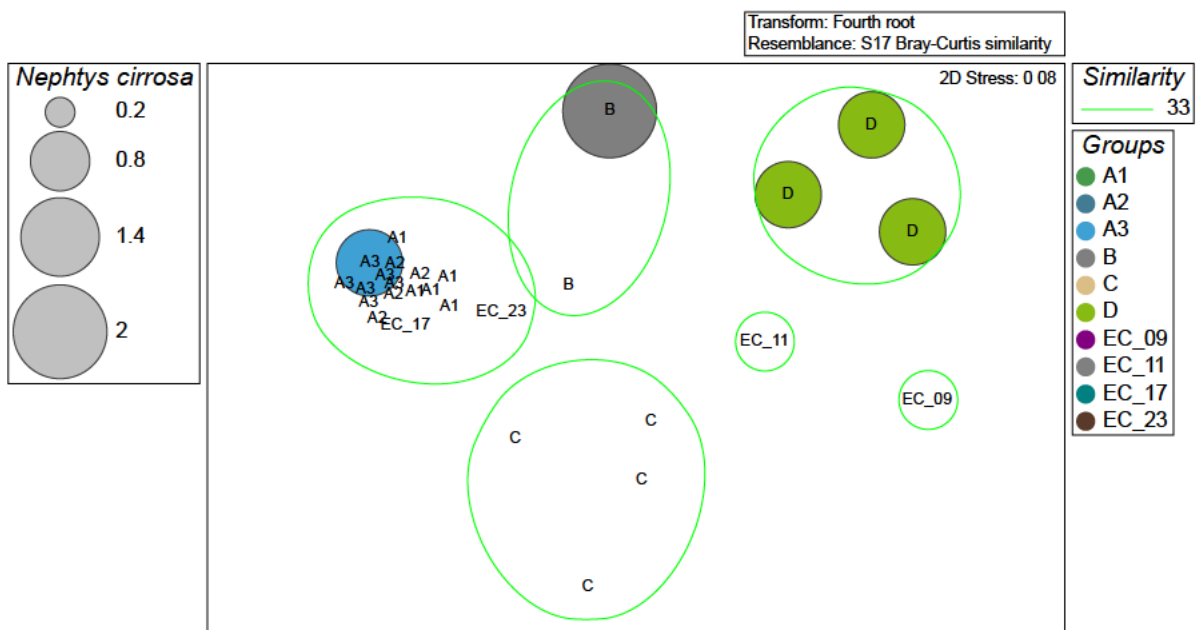 Transform: Fourth root
Resemblance: S17 Bray-Curtis similarity
Nephtys cirrosa
0.2
0.8
1.4
2
2D Stress: 0 08
B
D
D
D
A1
A3
A2
A3
A2
A1
A3
A3
A3
A2
A1
A1
A3
A1
A2
EC_17
EC_23
B
EC_11
EC_09
C
C
C
C
Similarity
33
Groups
A1
A2
A3
B
C
D
EC_09
EC_11
EC_17
EC_23